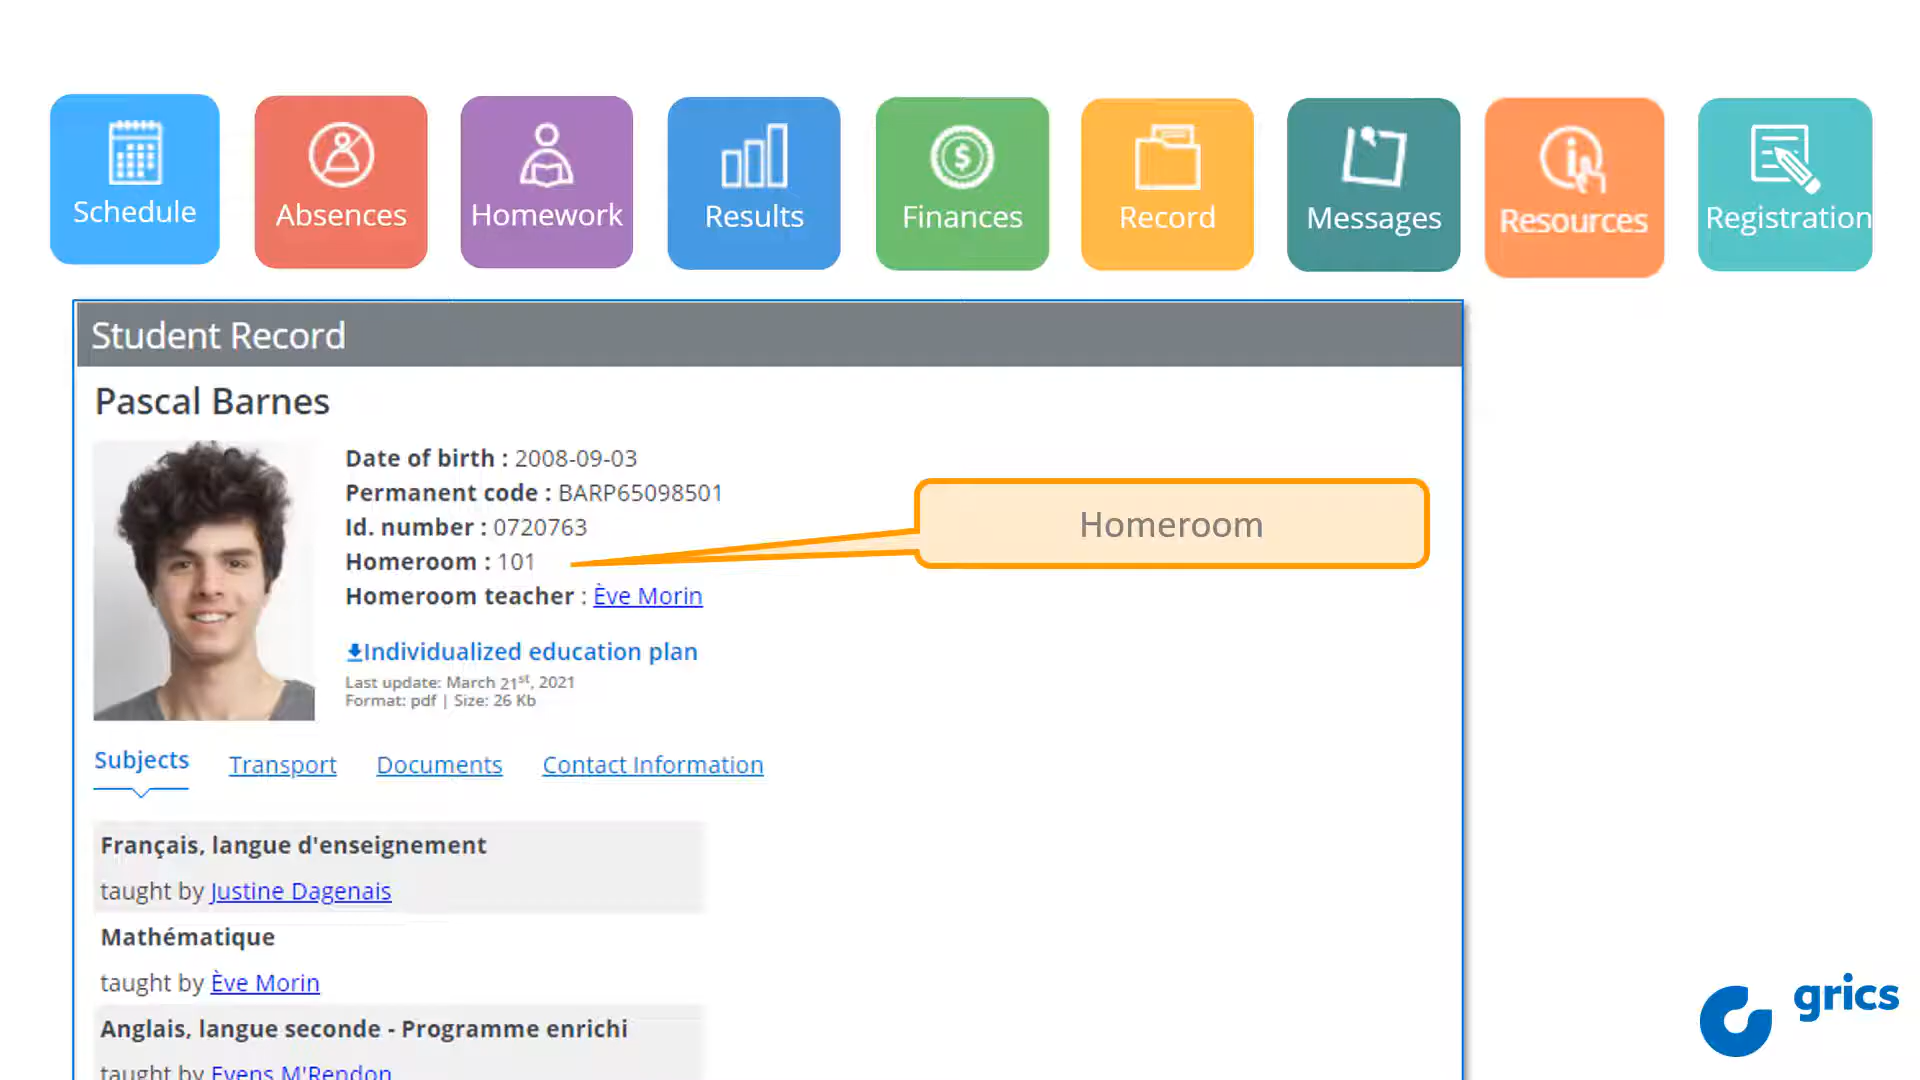 Schedule
Absences
Homework
Results
Finances
Record
Messages
Resources
Registration
Student Record
Pascal Barnes
Date of birth : 2008-09-03
Permanent code : BARP65098501
Id. number : 0720763
Homeroom : 101
Homeroom teacher : Ève Morin
Homeroom
Individualized education plan
Last update: March 21st, 2021
Format: pdf | Size: 26 Kb
Subjects
Transport
Documents
Contact Information
Français, langue d'enseignement
taught by Justine Dagenais
Mathématique
taught by Ève Morin
Anglais, langue seconde - Programme enrichi
taught by Evens M'Rendon
grics